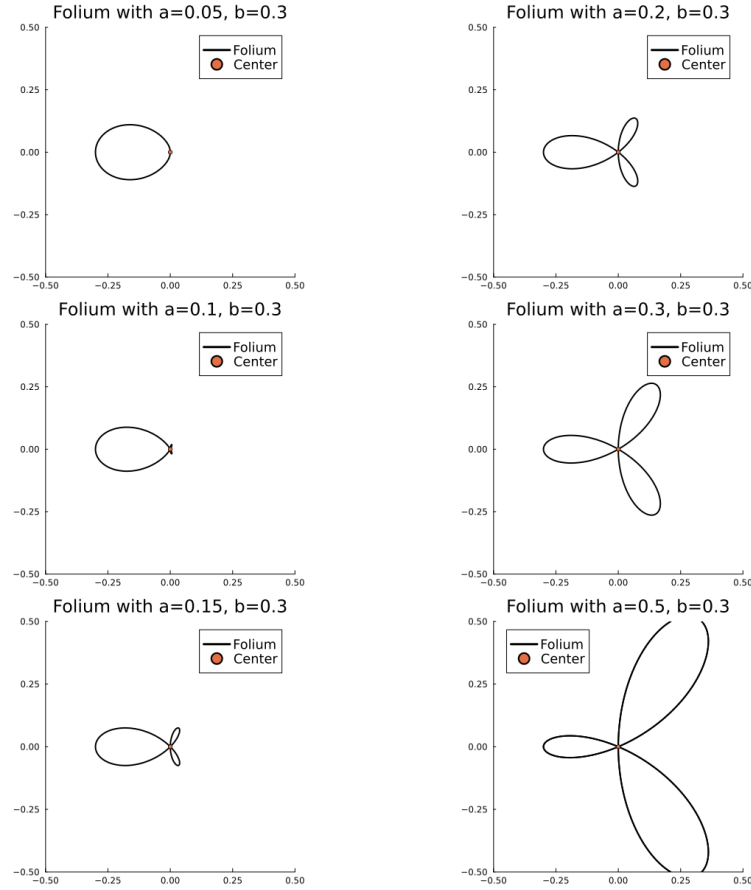 Folium with a=0.05, b=0.3
0.50
0.25
0.00
−0.25
−0.50
−0.50 −0.25 0.00 0.25 0.50
Folium
Center
Folium with a=0.2, b=0.3
0.50
0.25
0.00
−0.25
−0.50
−0.50 −0.25 0.00 0.25 0.50
Folium
Center
Folium with a=0.1, b=0.3
0.50
0.25
0.00
−0.25
−0.50
−0.50 −0.25 0.00 0.25 0.50
Folium
Center
Folium with a=0.3, b=0.3
0.50
0.25
0.00
−0.25
−0.50
−0.50 −0.25 0.00 0.25 0.50
Folium
Center
Folium with a=0.15, b=0.3
0.50
0.25
0.00
−0.25
−0.50
−0.50 −0.25 0.00 0.25 0.50
Folium
Center
Folium with a=0.5, b=0.3
0.50
0.25
0.00
−0.25
−0.50
−0.50 −0.25 0.00 0.25 0.50
Folium
Center